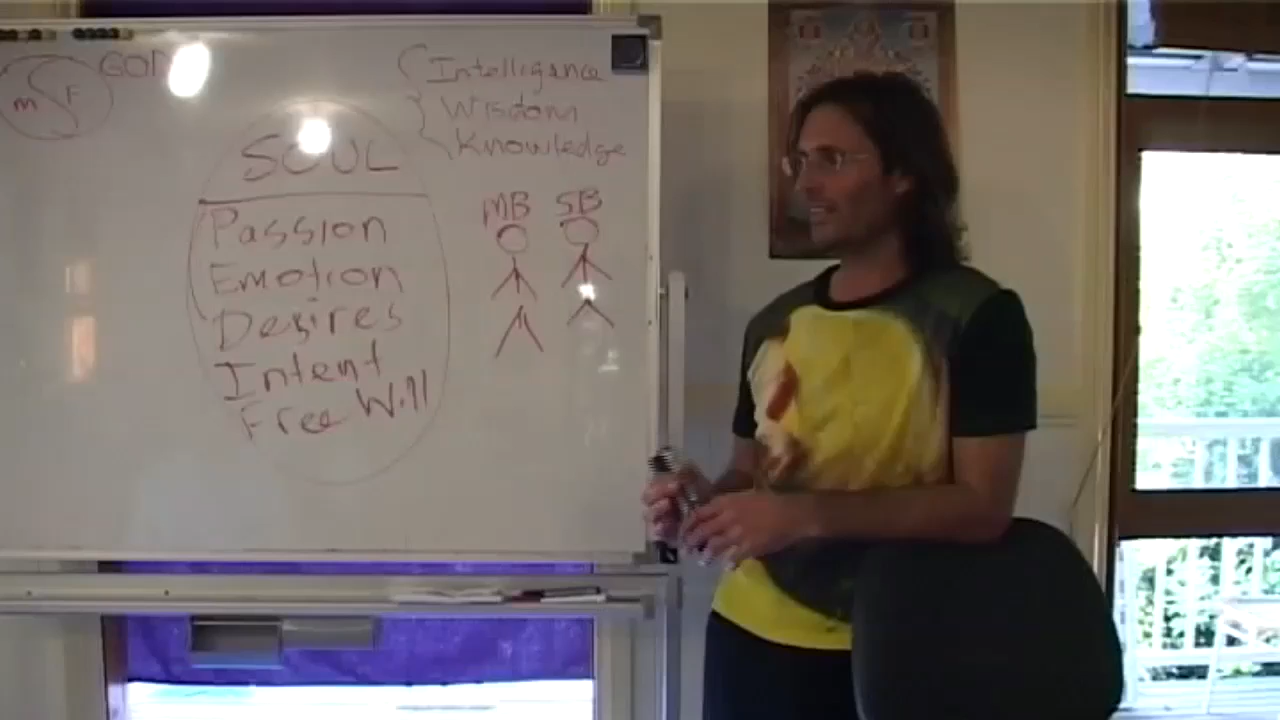 GOD
m F
SOUL
Passion
Emotion
Desires
Intent
Free Will
Intelligence
Wisdom
Knowledge
MB SB